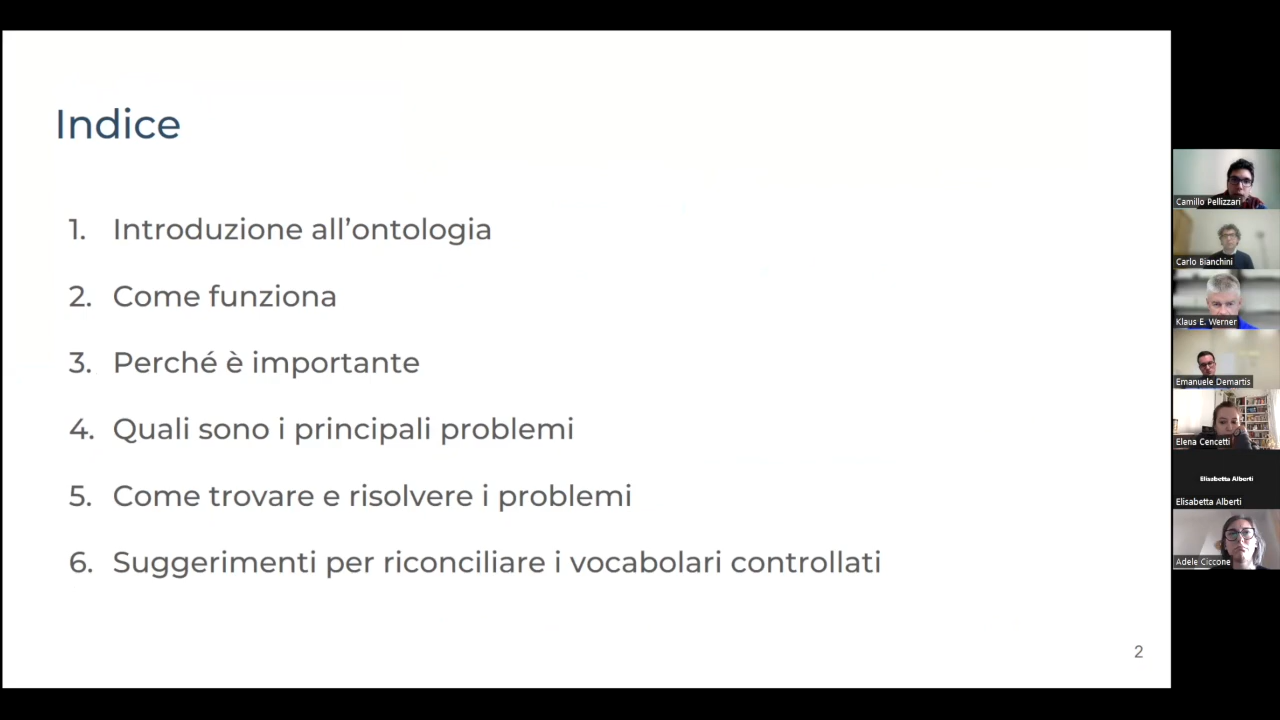 Indice
1. Introduzione all’ontologia
2. Come funziona
3. Perché è importante
4. Quali sono i principali problemi
5. Come trovare e risolvere i problemi
6. Suggerimenti per riconciliare i vocabolari controllati
2
Camillo Pellizzari
Carlo Bianchini
Klaus E. Werner
Emanuele Demartis
Elena Cencetti
Elisabetta Alberti
Elisabetta Alberti
Adele Ciccone